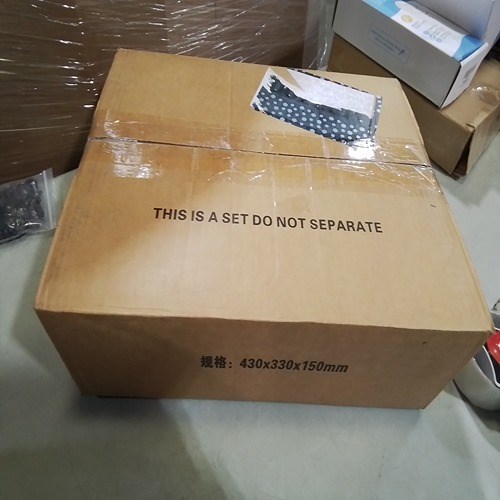 THIS IS A SET DO NOT SEPARATE
规格：430x330x150mm